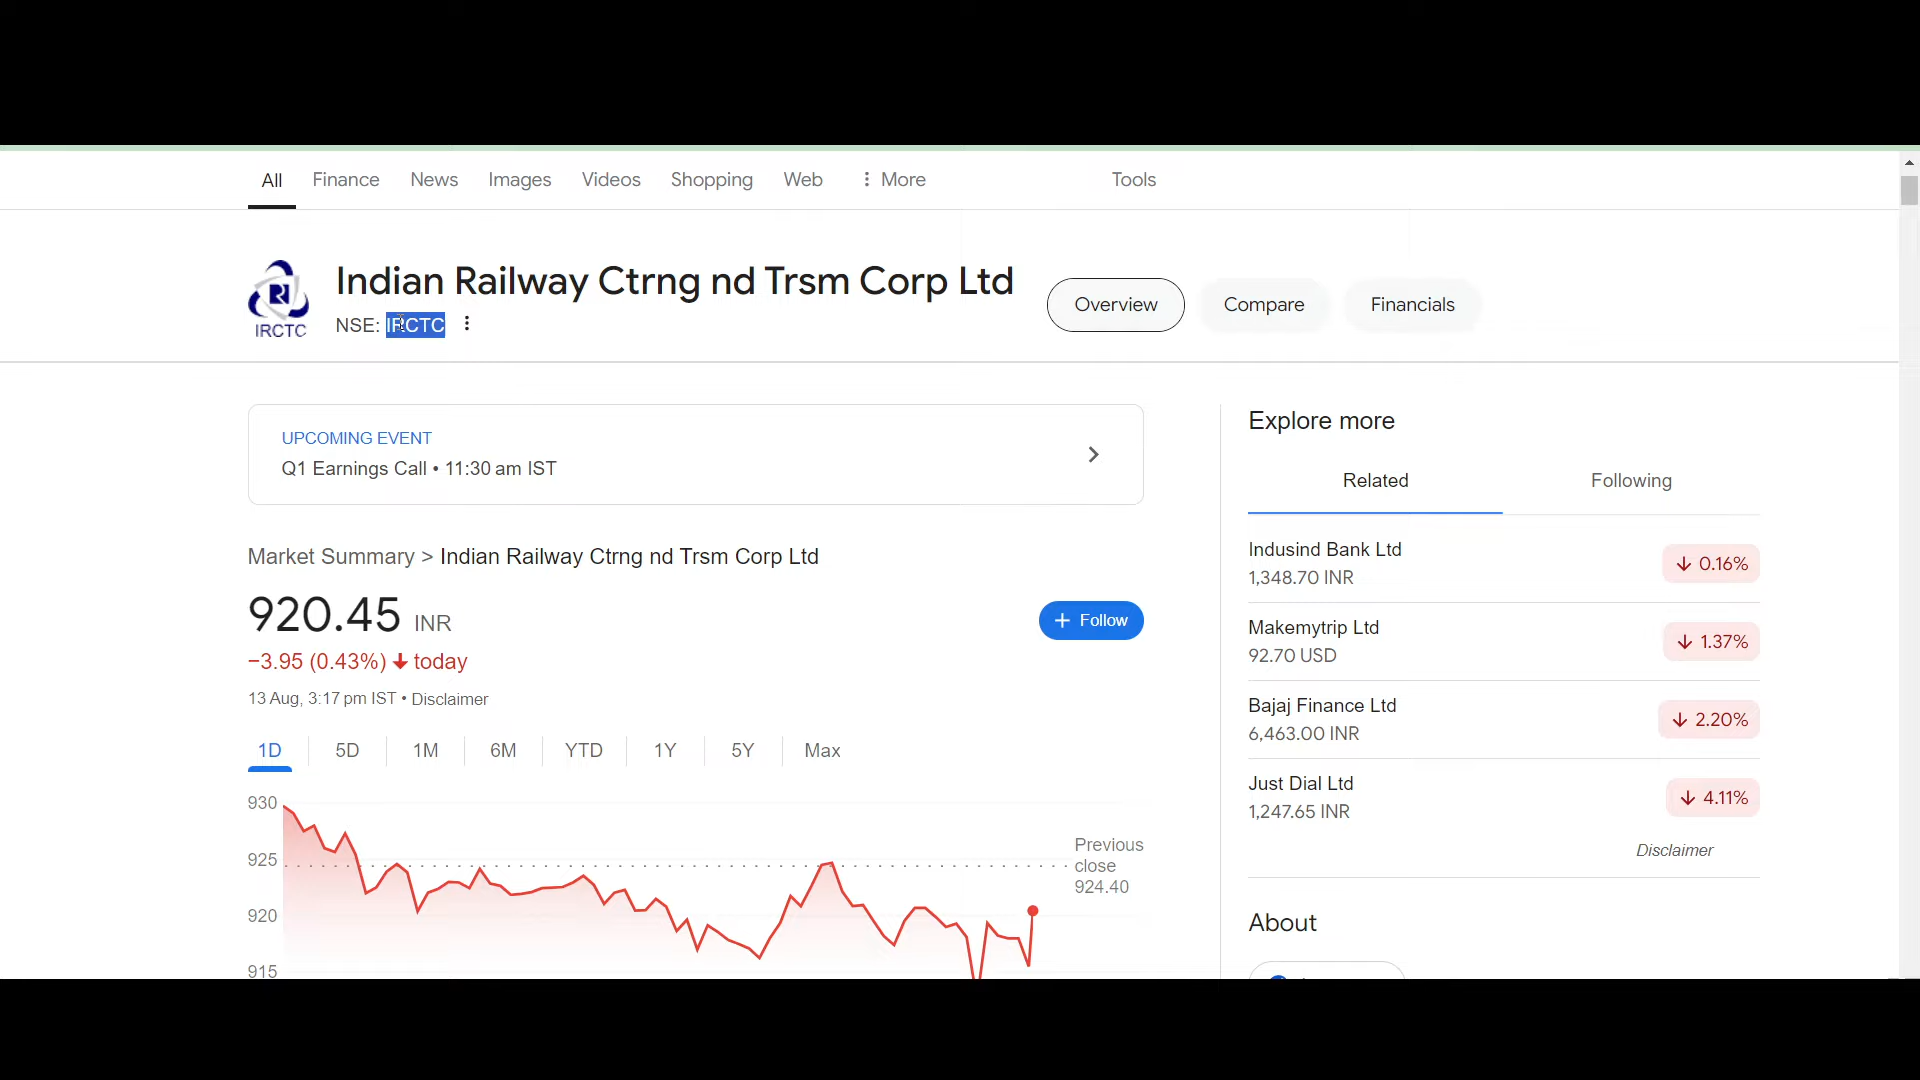 All Finance News Images Videos Shopping Web More Tools
Indian Railway Ctrng nd Trsm Corp Ltd
IRCTC
NSE: IRCTC
Overview Compare Financials
UPCOMING EVENT
Q1 Earnings Call • 11:30 am IST
Market Summary > Indian Railway Ctrng nd Trsm Corp Ltd
920.45 INR
+ Follow
−3.95 (0.43%) today
13 Aug, 3:17 pm IST • Disclaimer
1D 5D 1M 6M YTD 1Y 5Y Max
930
925
920
915
Previous
close
924.40
Explore more
Related Following
Indusind Bank Ltd
1,348.70 INR
0.16%
Makemytrip Ltd
92.70 USD
1.37%
Bajaj Finance Ltd
6,463.00 INR
2.20%
Just Dial Ltd
1,247.65 INR
4.11%
Disclaimer
About